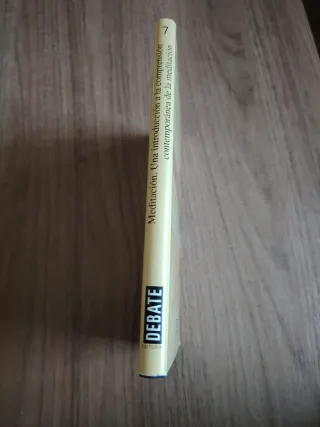 7
Meditación. Una introducción a la comprensión
contemporánea de la meditación
DEBATE